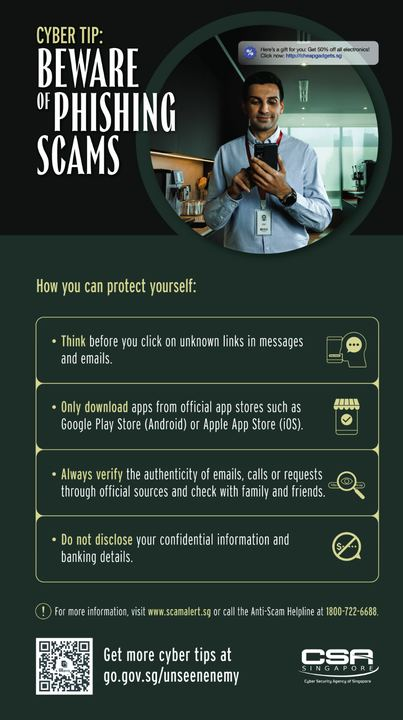 CYBER TIP:
BEWARE
OF PHISHING
SCAMS
Here's a gift for you: Get 50% off all electronics!
Click now: http://cheapgadgets.sg
How you can protect yourself:
• Think before you click on unknown links in messages
and emails.
• Only download apps from official app stores such as
Google Play Store (Android) or Apple App Store (iOS).
• Always verify the authenticity of emails, calls or requests
through official sources and check with family and friends.
• Do not disclose your confidential information and
banking details.
! For more information, visit www.scamalert.sg or call the Anti-Scam Helpline at 1800-722-6688.
Get more cyber tips at
go.gov.sg/unseenenemy
CSA
SINGAPORE
Cyber Security Agency of Singapore